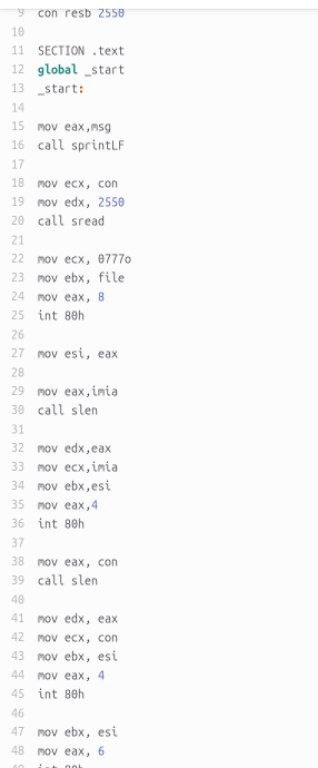 9 con resb 2550
10
11 SECTION .text
12 global _start
13 _start:
14
15 mov eax,msg
16 call sprintLF
17
18 mov ecx, con
19 mov edx, 2550
20 call sread
21
22 mov ecx, 0777o
23 mov ebx, file
24 mov eax, 8
25 int 80h
26
27 mov esi, eax
28
29 mov eax,imia
30 call slen
31
32 mov edx,eax
33 mov ecx,imia
34 mov ebx,esi
35 mov eax,4
36 int 80h
37
38 mov eax, con
39 call slen
40
41 mov edx, eax
42 mov ecx, con
43 mov ebx, esi
44 mov eax, 4
45 int 80h
46
47 mov ebx, esi
48 mov eax, 6
49 int 80h